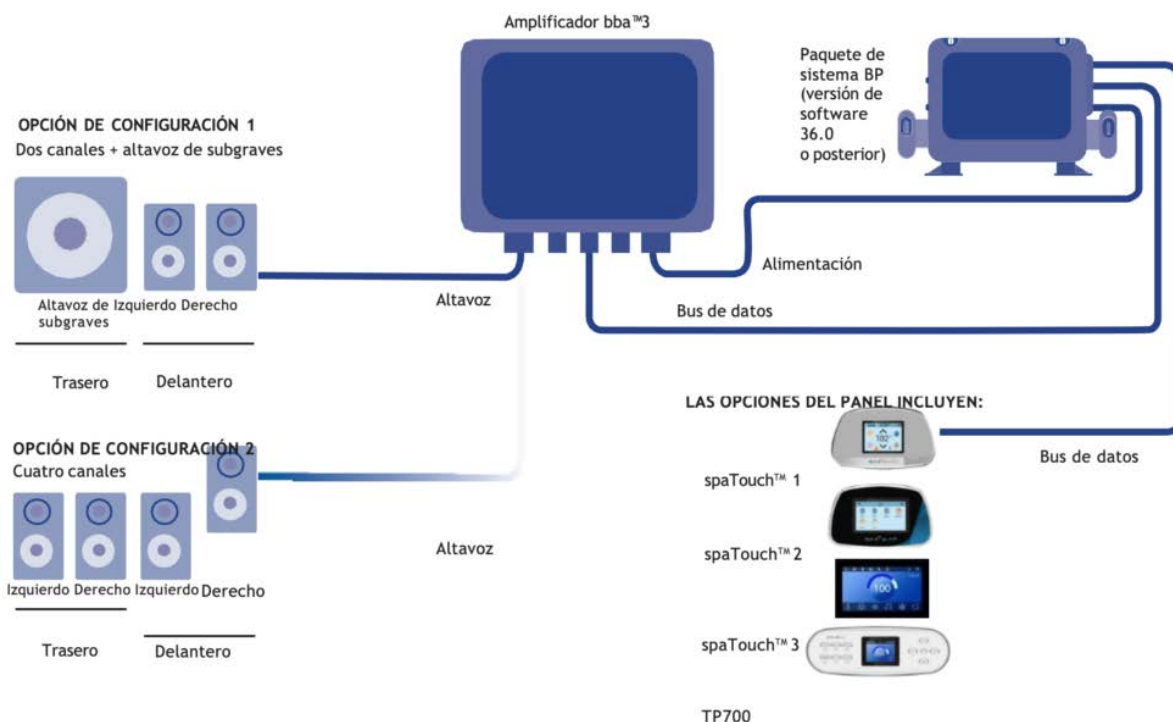 Amplificador bba™3
Paquete de
sistema BP
(versión de
software
36.0
o posterior)
OPCIÓN DE CONFIGURACIÓN 1
Dos canales + altavoz de subgraves
Altavoz de Izquierdo Derecho
subgraves
Trasero Delantero
Altavoz
Alimentación
Bus de datos
OPCIÓN DE CONFIGURACIÓN 2
Cuatro canales
Izquierdo Derecho Izquierdo Derecho
Trasero Delantero
Altavoz
LAS OPCIONES DEL PANEL INCLUYEN:
102°
Bus de datos
spaTouch™ 1
spaTouch™ 2
100
spaTouch™ 3
TP700